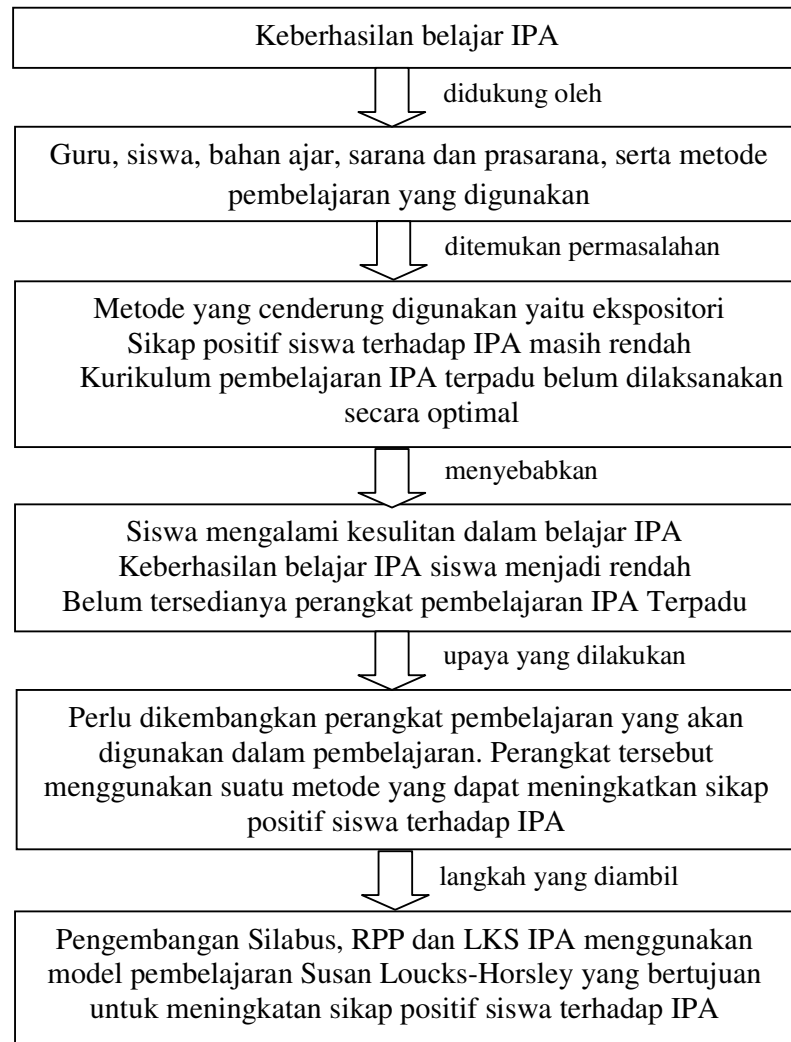 Keberhasilan belajar IPA
didukung oleh
Guru, siswa, bahan ajar, sarana dan prasarana, serta metode
pembelajaran yang digunakan
ditemukan permasalahan
Metode yang cenderung digunakan yaitu ekspositori
Sikap positif siswa terhadap IPA masih rendah
Kurikulum pembelajaran IPA terpadu belum dilaksanakan
secara optimal
menyebabkan
Siswa mengalami kesulitan dalam belajar IPA
Keberhasilan belajar IPA siswa menjadi rendah
Belum tersedianya perangkat pembelajaran IPA Terpadu
upaya yang dilakukan
Perlu dikembangkan perangkat pembelajaran yang akan
digunakan dalam pembelajaran. Perangkat tersebut
menggunakan suatu metode yang dapat meningkatkan sikap
positif siswa terhadap IPA
langkah yang diambil
Pengembangan Silabus, RPP dan LKS IPA menggunakan
model pembelajaran Susan Loucks-Horsley yang bertujuan
untuk meningkatan sikap positif siswa terhadap IPA